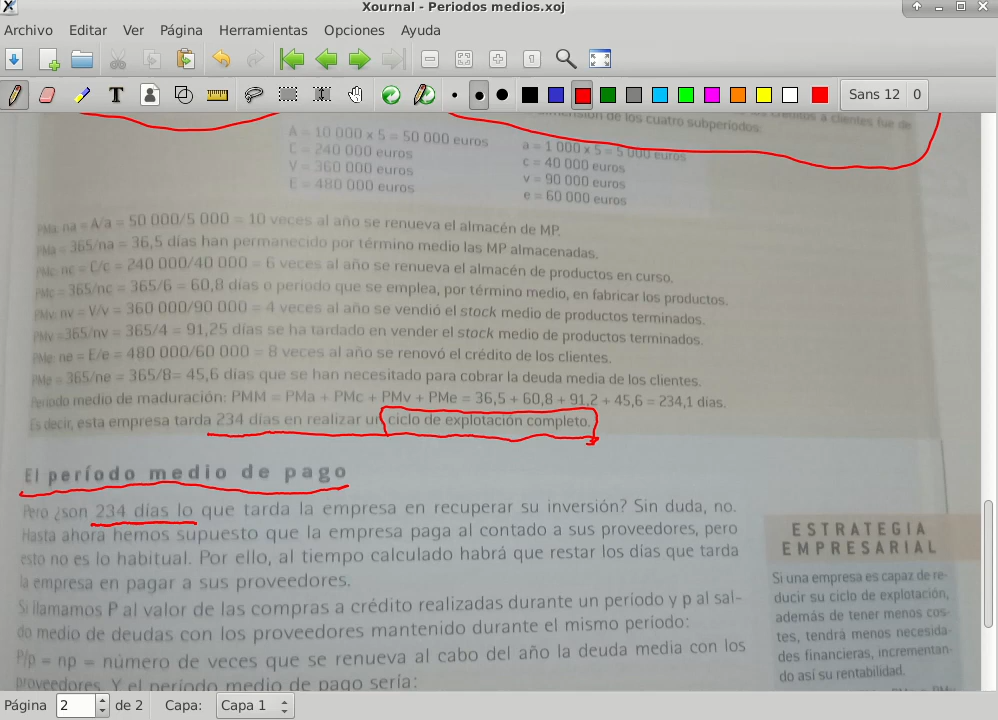 Xournal - Periodos medios.xoj
Archivo Editar Ver Página Herramientas Opciones Ayuda
Sans 12 0
dimensión de los cuatro subperiodos:
créditos a clientes fue de
A = 10 000 x 5 = 50 000 euros
C = 240 000 euros
V = 360 000 euros
E = 480 000 euros
a = 1 000 x 5 = 5 000 euros
c = 40 000 euros
v = 90 000 euros
e = 60 000 euros
PMa: na = A/a = 50 000/5 000 = 10 veces al año se renueva el almacén de MP.
PMa = 365/na = 36,5 días han permanecido por término medio las MP almacenadas.
PMc: nc = C/c = 240 000/40 000 = 6 veces al año se renueva el almacén de productos en curso.
PMc = 365/nc = 365/6 = 60,8 días o periodo que se emplea, por término medio, en fabricar los productos.
PMv: nv = V/v = 360 000/90 000 = 4 veces al año se vendió el stock medio de productos terminados.
PMv =365/nv = 365/4 = 91,25 días se ha tardado en vender el stock medio de productos terminados.
PMe: ne = E/e = 480 000/60 000 = 8 veces al año se renovó el crédito de los clientes.
PMe = 365/ne = 365/8= 45,6 días que se han necesitado para cobrar la deuda media de los clientes.
Periodo medio de maduración: PMM = PMa + PMc + PMv + PMe = 36,5 + 60,8 + 91,2 + 45,6 = 234,1 días.
Es decir, esta empresa tarda 234 días en realizar un ciclo de explotación completo.
El período medio de pago
Pero ¿son 234 días lo que tarda la empresa en recuperar su inversión? Sin duda, no.
Hasta ahora hemos supuesto que la empresa paga al contado a sus proveedores, pero
esto no es lo habitual. Por ello, al tiempo calculado habrá que restar los días que tarda
la empresa en pagar a sus proveedores.
Si llamamos P al valor de las compras a crédito realizadas durante un período y p al sal-
do medio de deudas con los proveedores mantenido durante el mismo periodo:
P/p = np = número de veces que se renueva al cabo del año la deuda media con los
proveedores. Y el período medio de pago sería:
ESTRATEGIA
EMPRESARIAL
Si una empresa es capaz de re-
ducir su ciclo de explotación,
además de tener menos cos-
tes, tendrá menos necesida-
des financieras, incrementan-
do así su rentabilidad.
Página 2 de 2 Capa: Capa 1